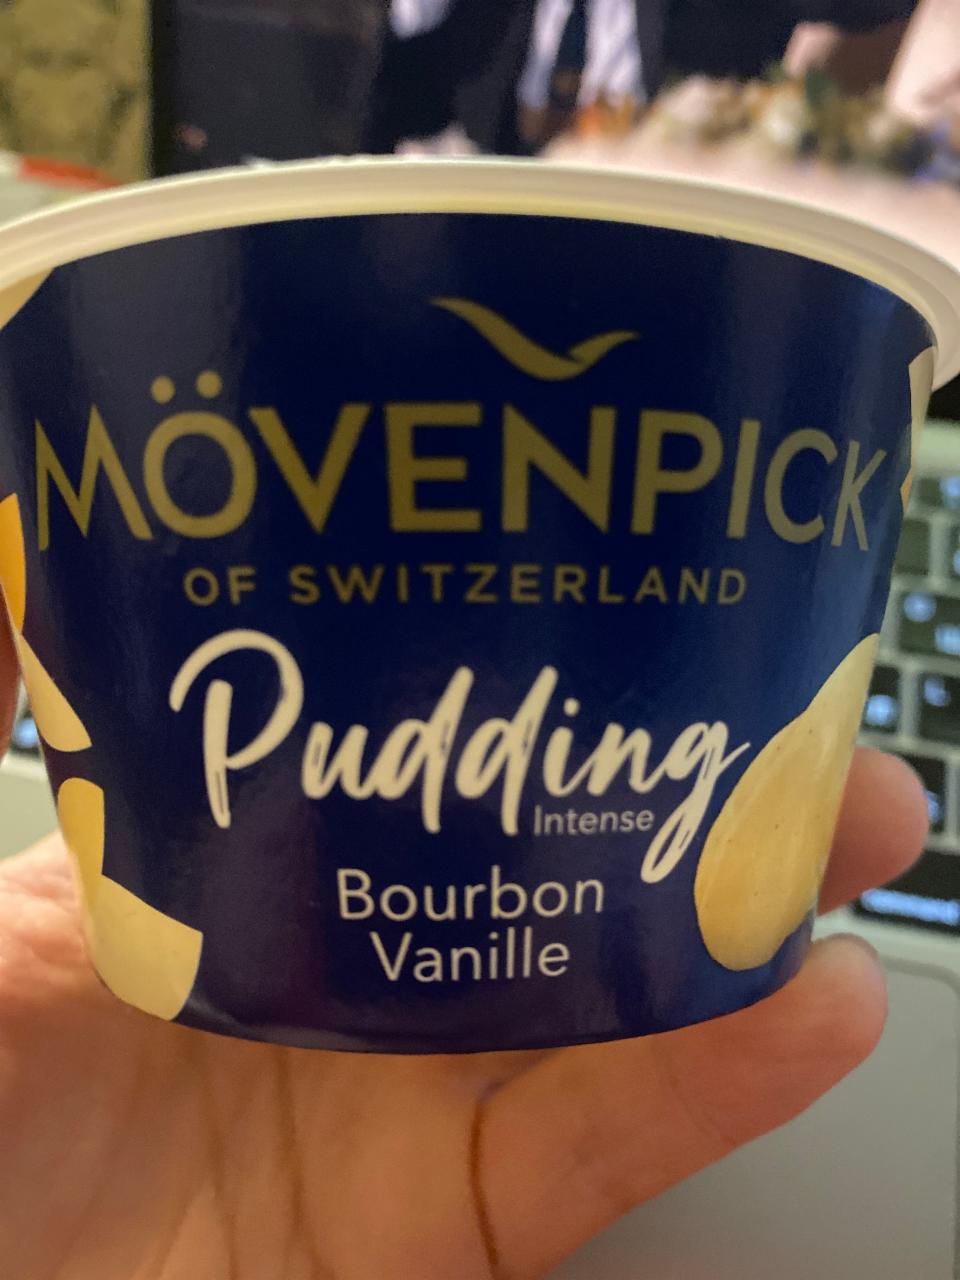 MÖVENPICK
OF SWITZERLAND
Pudding
Intense
Bourbon
Vanille